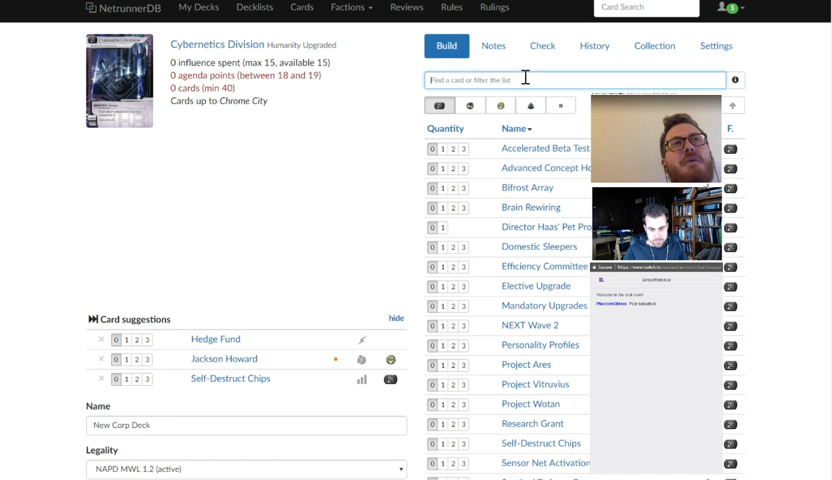 NetrunnerDB My Decks Decklists Cards Factions Reviews Rules Rulings Card Search 1
Cybernetics Division Humanity Upgraded
0 influence spent (max 15, available 15)
0 agenda points (between 18 and 19)
0 cards (min 40)
Cards up to Chrome City
Build Notes Check History Collection Settings
Find a card or filter the list
Quantity Name F.
0 1 2 3 Accelerated Beta Test
0 1 2 3 Advanced Concept Ho
0 1 2 3 Bifrost Array
0 1 2 3 Brain Rewiring
0 1 Director Haas' Pet Pro
0 1 2 3 Domestic Sleepers
0 1 2 3 Efficiency Committee
0 1 2 3 Elective Upgrade
0 1 2 3 Mandatory Upgrades
0 1 2 3 NEXT Wave 2
0 1 2 3 Personality Profiles
0 1 2 3 Project Ares
0 1 2 3 Project Vitruvius
0 1 2 3 Project Wotan
0 1 2 3 Research Grant
0 1 2 3 Self-Destruct Chips
0 1 2 3 Sensor Net Activation
Secure
Welcome to the chat room!
Card suggestions hide
× 0 1 2 3 Hedge Fund
× 0 1 2 3 Jackson Howard
× 0 1 2 3 Self-Destruct Chips
Name
New Corp Deck
Legality
NAPD MWL 1.2 (active)